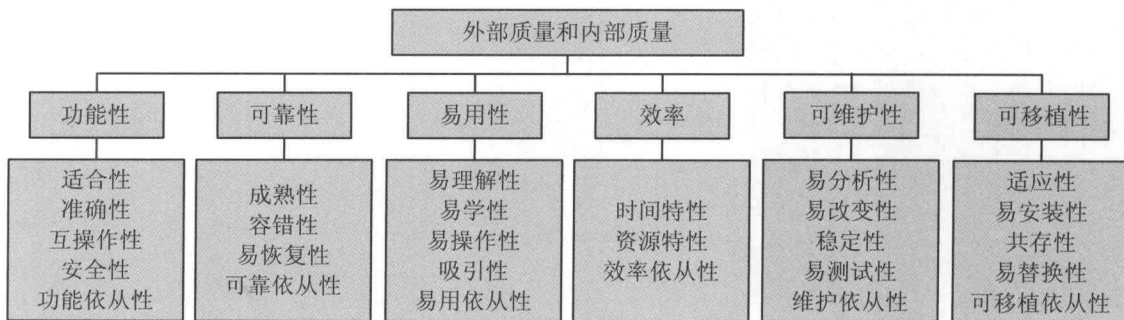 外部质量和内部质量
功能性
可靠性
易用性
效率
可维护性
可移植性
适合性
准确性
互操作性
安全性
功能依从性
成熟性
容错性
易恢复性
可靠依从性
易理解性
易学性
易操作性
吸引性
易用依从性
时间特性
资源特性
效率依从性
易分析性
易改变性
稳定性
易测试性
维护依从性
适应性
易安装性
共存性
易替换性
可移植依从性